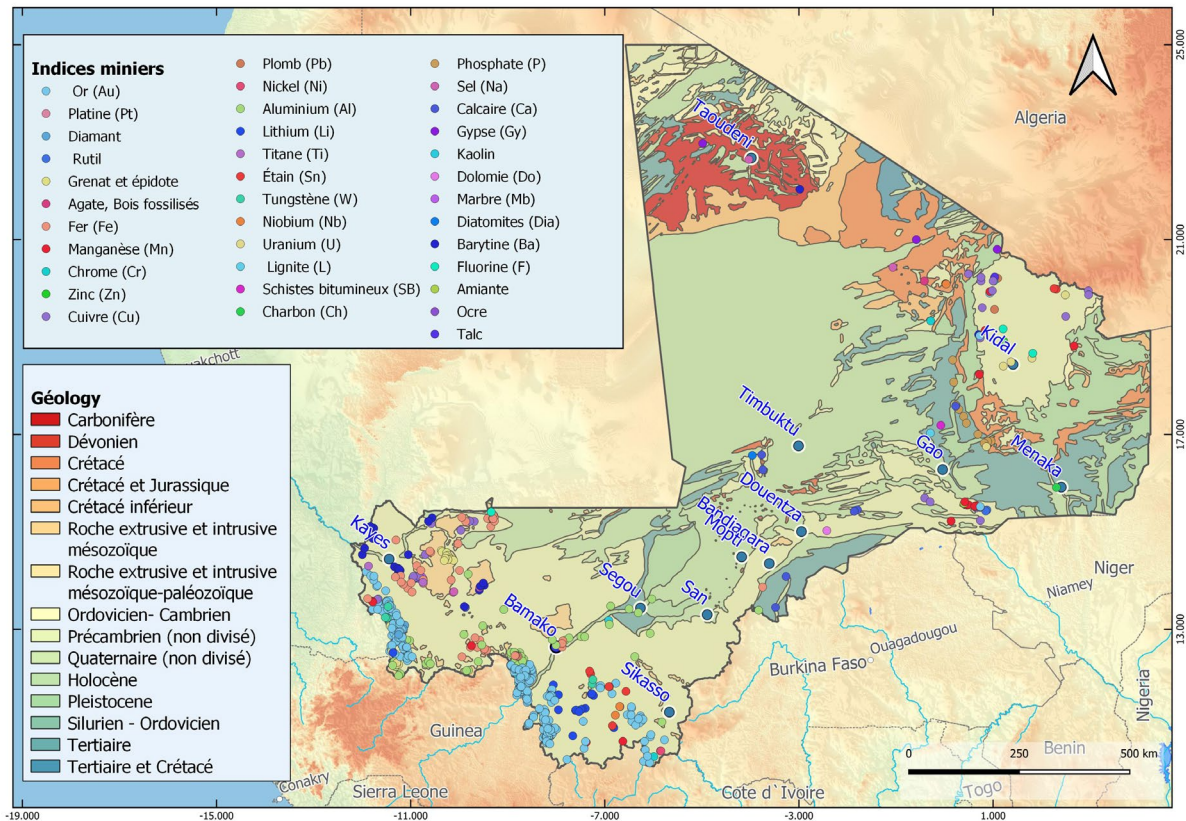 Indices miniers
Or (Au)
Platine (Pt)
Diamant
Rutil
Grenat et épidote
Agate, Bois fossilisés
Fer (Fe)
Manganèse (Mn)
Chrome (Cr)
Zinc (Zn)
Cuivre (Cu)
Plomb (Pb)
Nickel (Ni)
Aluminium (Al)
Lithium (Li)
Titane (Ti)
Étain (Sn)
Tungstène (W)
Niobium (Nb)
Uranium (U)
Lignite (L)
Schistes bitumineux (SB)
Charbon (Ch)
Phosphate (P)
Sel (Na)
Calcaire (Ca)
Gypse (Gy)
Kaolin
Dolomie (Do)
Marbre (Mb)
Diatomites (Dia)
Barytine (Ba)
Fluorine (F)
Amiante
Ocre
Talc
Géology
Carbonifère
Dévonien
Crétacé
Crétacé et Jurassique
Crétacé inférieur
Roche extrusive et intrusive
mésozoïque
Roche extrusive et intrusive
mésozoïque-paléozoïque
Ordovicien- Cambrien
Précambrien (non divisé)
Quaternaire (non divisé)
Holocène
Pleistocene
Silurien - Ordovicien
Tertiaire
Tertiaire et Crétacé
Algeria
Taoudeni
Kidal
Timbuktu
Gao
Menaka
Douentza
Bandiagara
Mopti
Kayes
Segou
San
Bamako
Sikasso
Niger
Niamey
Ouagadougou
Burkina Faso
Guinea
Nigeria
Benin
Conakry
Sierra Leone
Cote d`Ivoire
Togo
0 250 500 km
25.000
21.000
17.000
13.000
-19.000 -15.000 -11.000 -7.000 -3.000 1.000